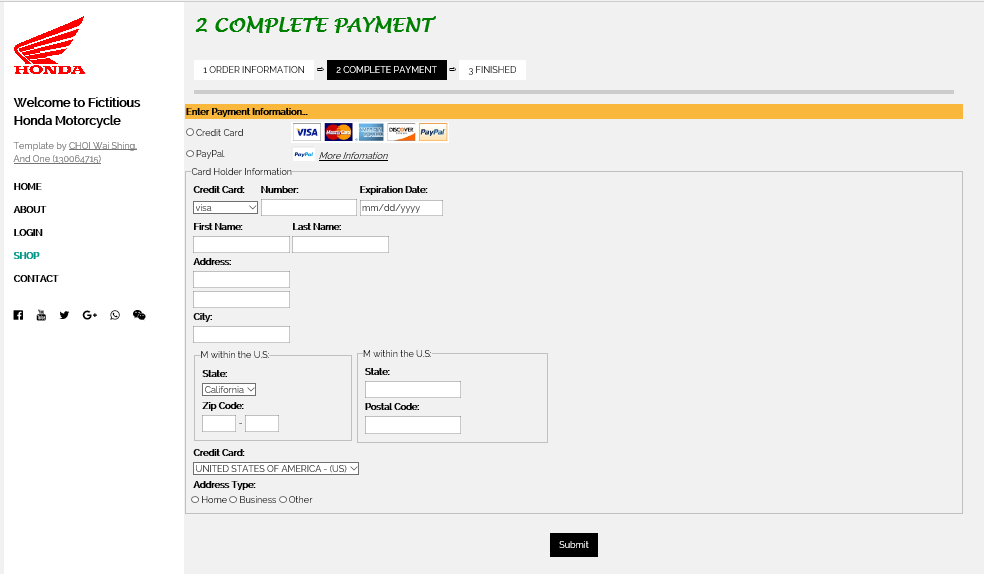 HONDA
Welcome to Fictitious
Honda Motorcycle
Template by CHOI Wai Shing,
And One (130064715)
HOME
ABOUT
LOGIN
SHOP
CONTACT
2 COMPLETE PAYMENT
1 ORDER INFORMATION ⇨ 2 COMPLETE PAYMENT ⇨ 3 FINISHED
Enter Payment Information...
Credit Card VISA MasterCard DISCOVER PayPal
PayPal PayPal More Infomation
Card Holder Information
Credit Card: Number: Expiration Date:
visa mm/dd/yyyy
First Name: Last Name:
Address:
City:
M within the U.S:
State:
California
Zip Code:
-
M within the U.S:
State:
Postal Code:
Credit Card:
UNITED STATES OF AMERICA - (US)
Address Type:
Home Business Other
Submit